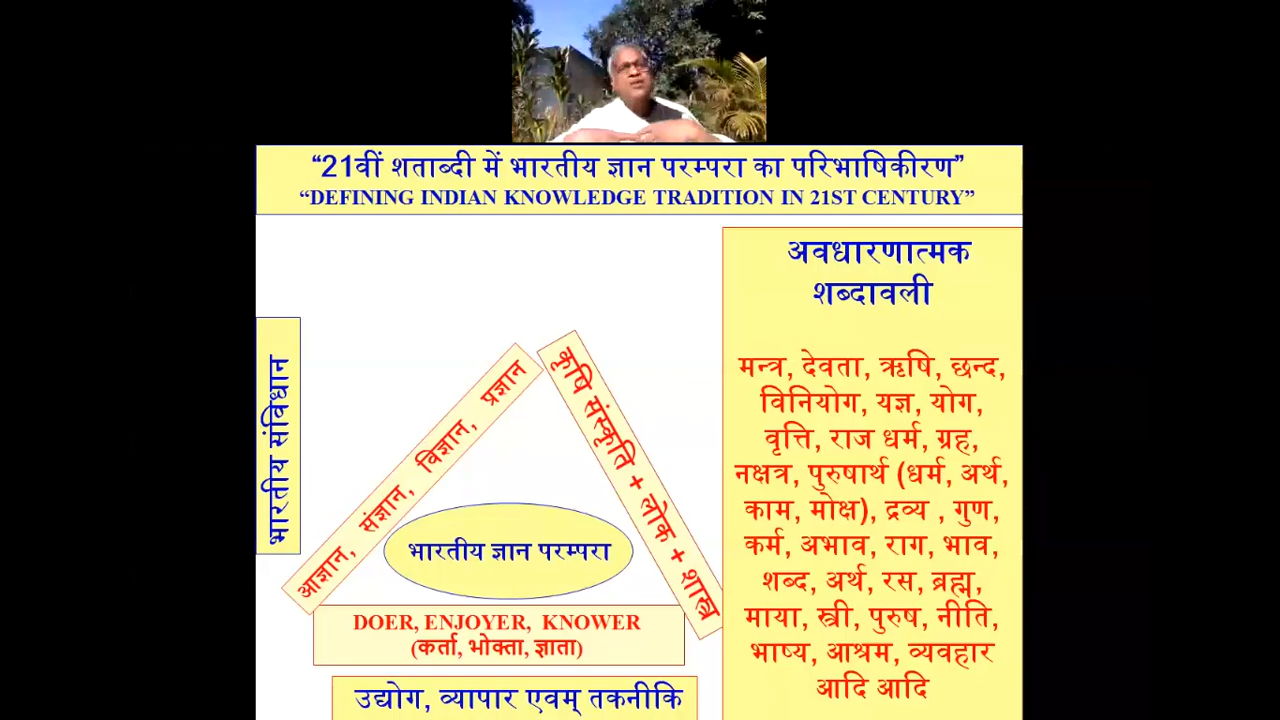 “21वीं शताब्दी में भारतीय ज्ञान परम्परा का परिभाषिकीरण”
“DEFINING INDIAN KNOWLEDGE TRADITION IN 21ST CENTURY”
भारतीय संविधान
आज्ञान, संज्ञान, विज्ञान, प्रज्ञान
कृषि संस्कृति + लोक + शास्त्र
भारतीय ज्ञान परम्परा
DOER, ENJOYER, KNOWER
(कर्ता, भोक्ता, ज्ञाता)
उद्योग, व्यापार एवम् तकनीकि
अवधारणात्मक
शब्दावली
मन्त्र, देवता, ऋषि, छन्द,
विनियोग, यज्ञ, योग,
वृत्ति, राज धर्म, ग्रह,
नक्षत्र, पुरुषार्थ (धर्म, अर्थ,
काम, मोक्ष), द्रव्य , गुण,
कर्म, अभाव, राग, भाव,
शब्द, अर्थ, रस, ब्रह्म,
माया, स्त्री, पुरुष, नीति,
भाष्य, आश्रम, व्यवहार
आदि आदि